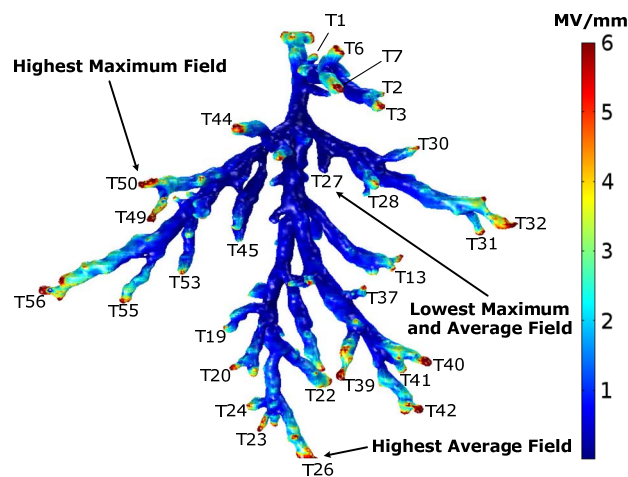 MV/mm
T1
T6
T7
Highest Maximum Field
T2
T3
T44
T30
T50
T27
T28
T49
T32
T31
T45
T13
T53
T56
T55
T37
Lowest Maximum
and Average Field
T19
T40
T20
T41
T39
T22
T24
T42
T23
Highest Average Field
T26
6
5
4
3
2
1